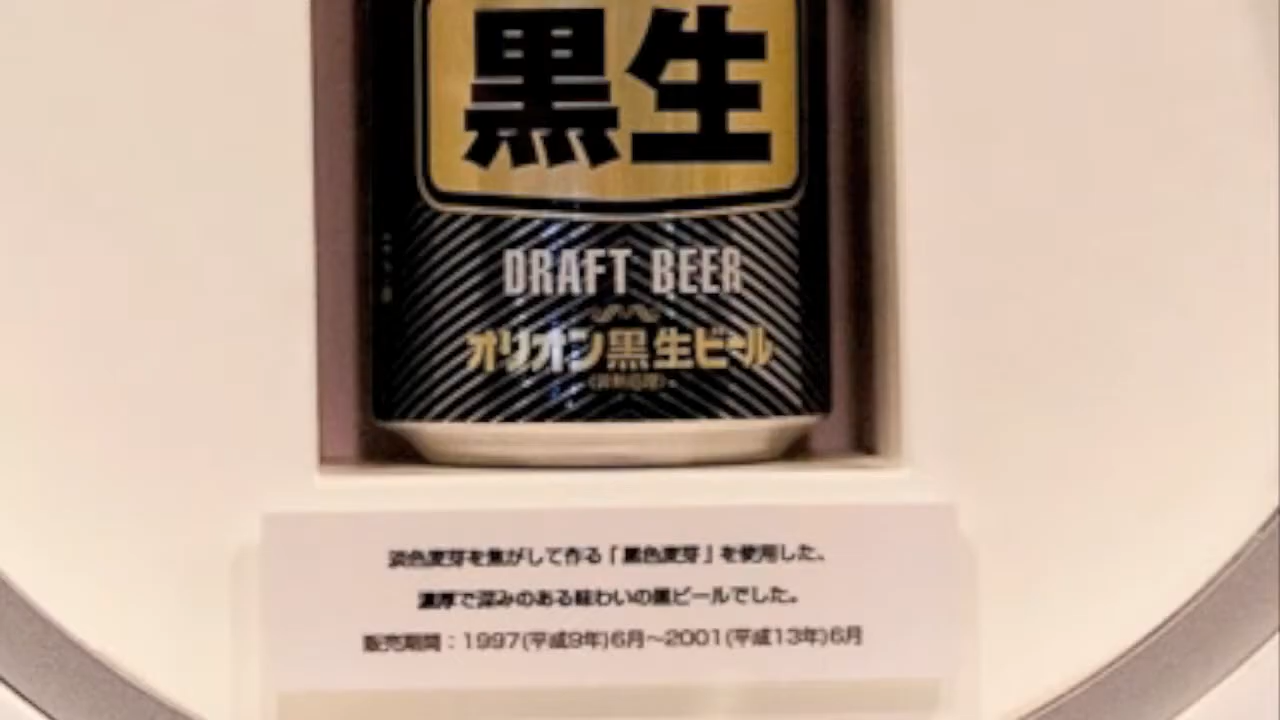 黒生
DRAFT BEER
オリオン黒生ビール
淡色麦芽を焦がして作る「黒色麦芽」を使用した、
濃厚で深みのある味わいの黒ビールでした。
販売期間：1997(平成9年)6月～2001(平成13年)6月